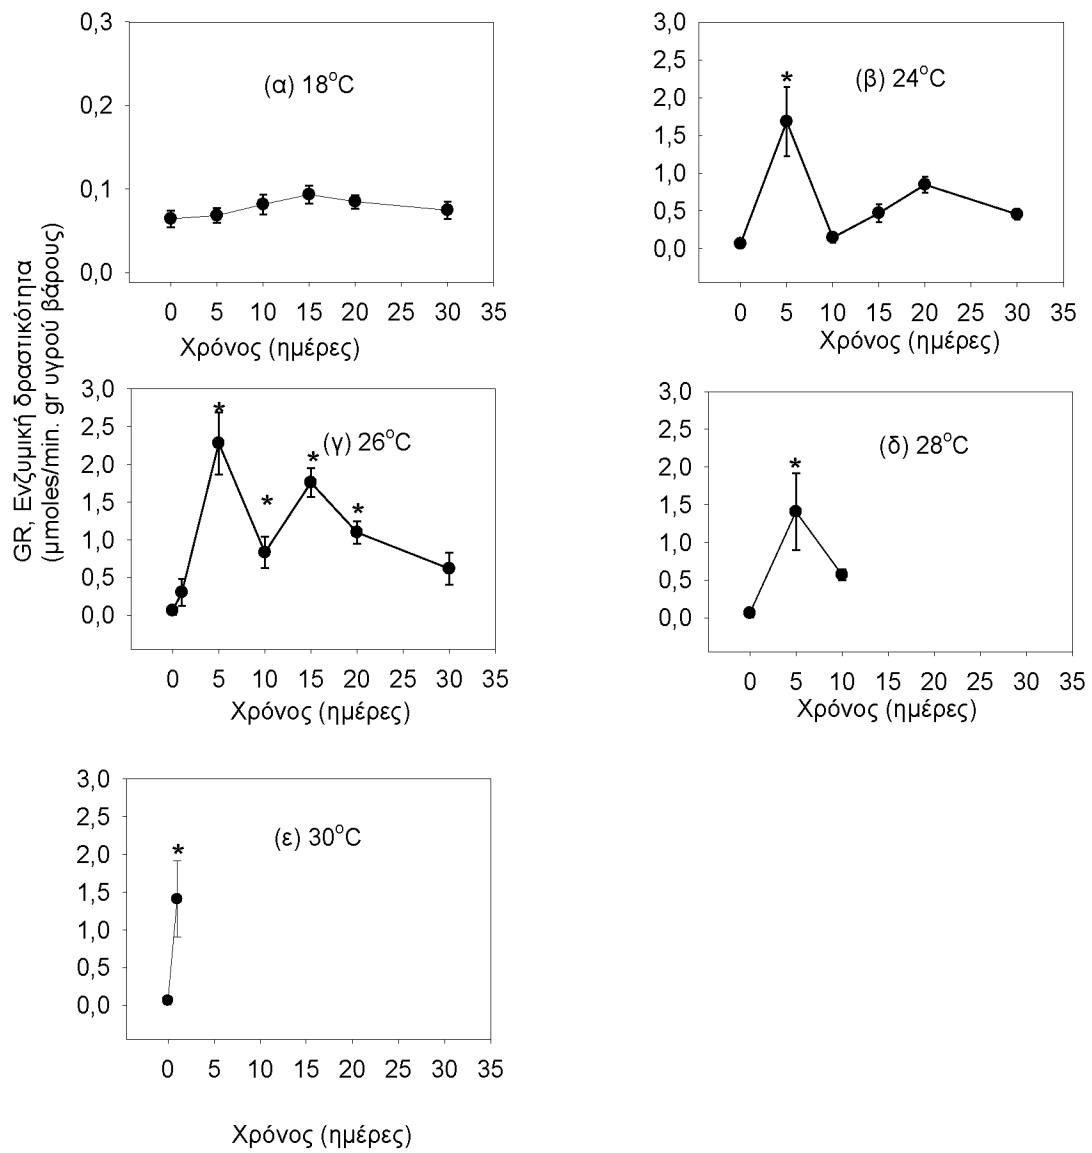 GR, Ενζυμική δραστικότητα
(μmoles/min. gr υγρού βάρους)
0,3
0,2
0,1
0,0
(α) 18°C
0 5 10 15 20 25 30 35
Χρόνος (ημέρες)
3,0
2,5
2,0
1,5
1,0
0,5
0,0
*
(β) 24°C
0 5 10 15 20 25 30 35
Χρόνος (ημέρες)
3,0
2,5
2,0
1,5
1,0
0,5
0,0
* * * *
(γ) 26°C
0 5 10 15 20 25 30 35
Χρόνος (ημέρες)
3,0
2,5
2,0
1,5
1,0
0,5
0,0
*
(δ) 28°C
0 5 10 15 20 25 30 35
Χρόνος (ημέρες)
3,0
2,5
2,0
1,5
1,0
0,5
0,0
*
(ε) 30°C
0 5 10 15 20 25 30 35
Χρόνος (ημέρες)